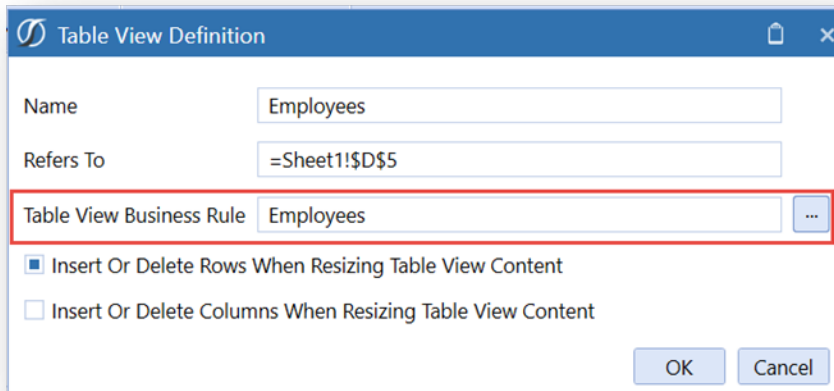 Table View Definition
Name Employees
Refers To =Sheet1!$D$5
Table View Business Rule Employees ...
Insert Or Delete Rows When Resizing Table View Content
Insert Or Delete Columns When Resizing Table View Content
OK Cancel